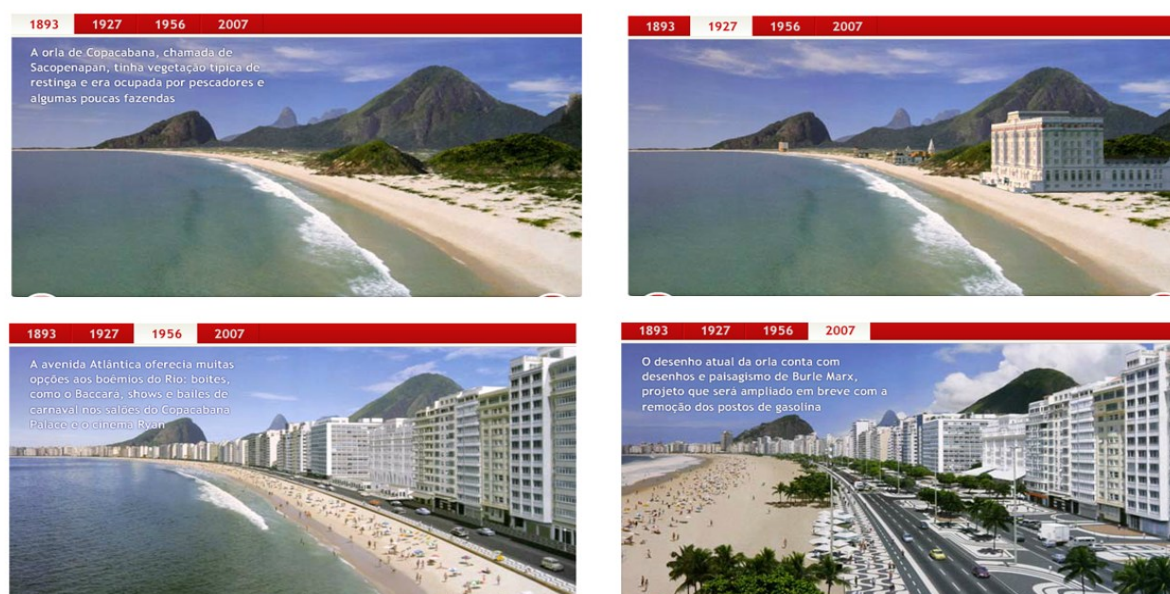 1893 1927 1956 2007
A orla de Copacabana, chamada de
Sacopenapan, tinha vegetação típica de
restinga e era ocupada por pescadores e
algumas poucas fazendas
1893 1927 1956 2007
1893 1927 1956 2007
A avenida Atlântica oferecia muitas
opções aos boêmios do Rio: boites,
como o Baccara, shows e bailes de
carnaval nos salões do Copacabana
Palace e o cinema Ryan
1893 1927 1956 2007
O desenho atual da orla conta com
desenhos e paisagismo de Burle Marx,
projeto que será ampliado em breve com a
remoção dos postos de gasolina